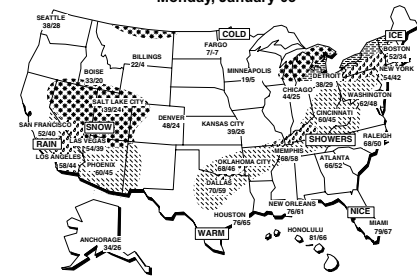 Monday, January
SEATTLE
38/28
COLD
FARGO
7/-7
ICE
BOSTON
52/34
BILLINGS
22/4
MINNEAPOLIS
19/5
NEW YORK
54/42
BOISE
33/20
DETROIT
38/29
CHICAGO
44/25
WASHINGTON
62/48
SALT LAKE CITY
39/24
CINCINNATI
60/45
DENVER
48/24
KANSAS CITY
39/26
SAN FRANCISCO
52/40
SNOW
RAIN
LAS VEGAS
54/39
SHOWERS
RALEIGH
68/50
LOS ANGELES
58/44
PHOENIX
60/45
OKLAHOMA CITY
68/46
MEMPHIS
68/58
ATLANTA
66/52
DALLAS
70/59
HOUSTON
76/65
NEW ORLEANS
76/61
NICE
MIAMI
79/67
WARM
HONOLULU
81/66
ANCHORAGE
34/26